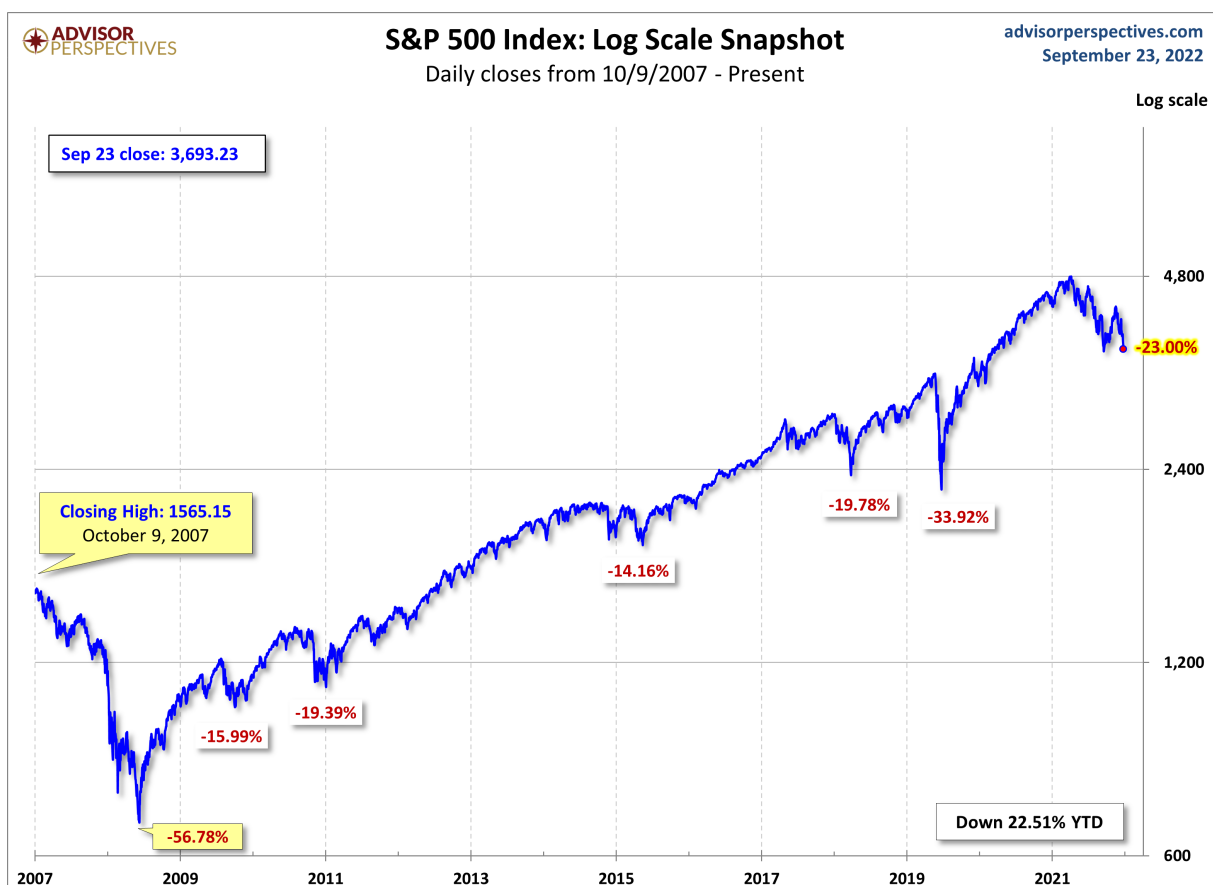 ADVISOR
PERSPECTIVES
S&P 500 Index: Log Scale Snapshot
Daily closes from 10/9/2007 - Present
advisorperspectives.com
September 23, 2022
Log scale
Sep 23 close: 3,693.23
4,800
-23.00%
2,400
-19.78%
-33.92%
Closing High: 1565.15
October 9, 2007
-14.16%
1,200
-19.39%
-15.99%
-56.78%
Down 22.51% YTD
600
2007 2009 2011 2013 2015 2017 2019 2021